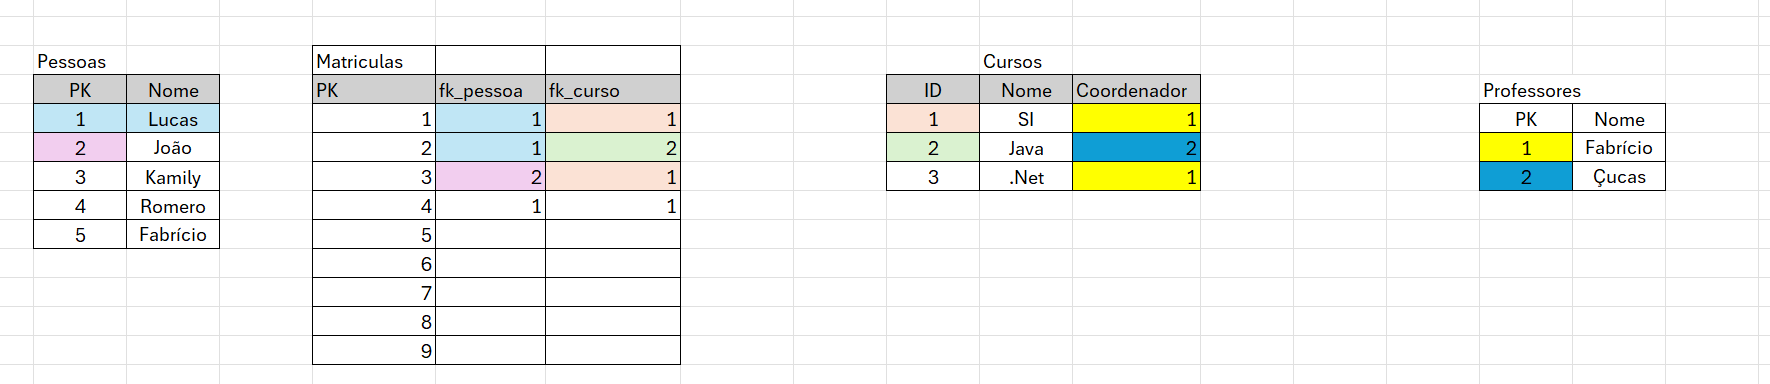 Pessoas
PK Nome
1 Lucas
2 João
3 Kamily
4 Romero
5 Fabrício
Matriculas
PK fk_pessoa fk_curso
1 1 1
2 1 2
3 2 1
4 1 1
5
6
7
8
9
Cursos
ID Nome Coordenador
1 SI 1
2 Java 2
3 .Net 1
Professores
PK Nome
1 Fabrício
2 Çucas